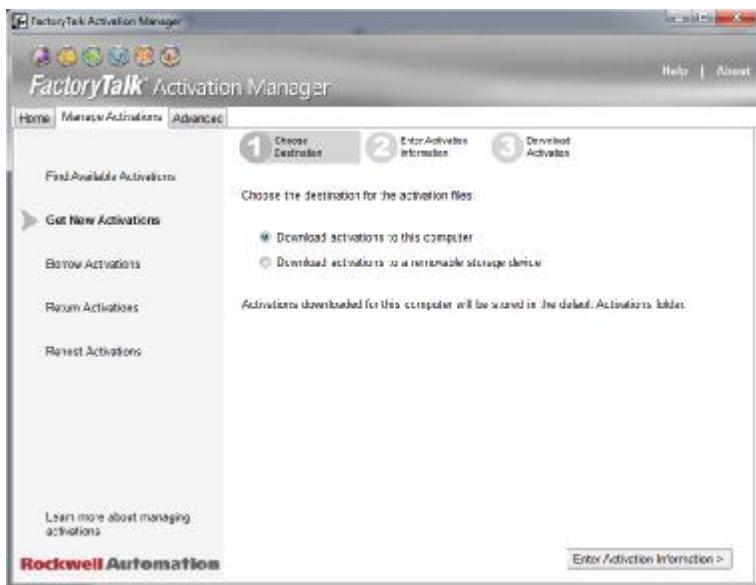 FactoryTalk Activation Manager
FactoryTalk Activation Manager
Help | About
Home Manage Activations Advanced
1 Choose Destination
2 Enter Activation Information
3 Download Activation
Find Available Activations
Get New Activations
Borrow Activations
Return Activations
Rehost Activations
Learn more about managing
activations
Choose the destination for the activation files:
Download activations to this computer
Download activations to a removable storage device
Activations downloaded for this computer will be stored in the default Activations folder.
Rockwell Automation
Enter Activation Information >